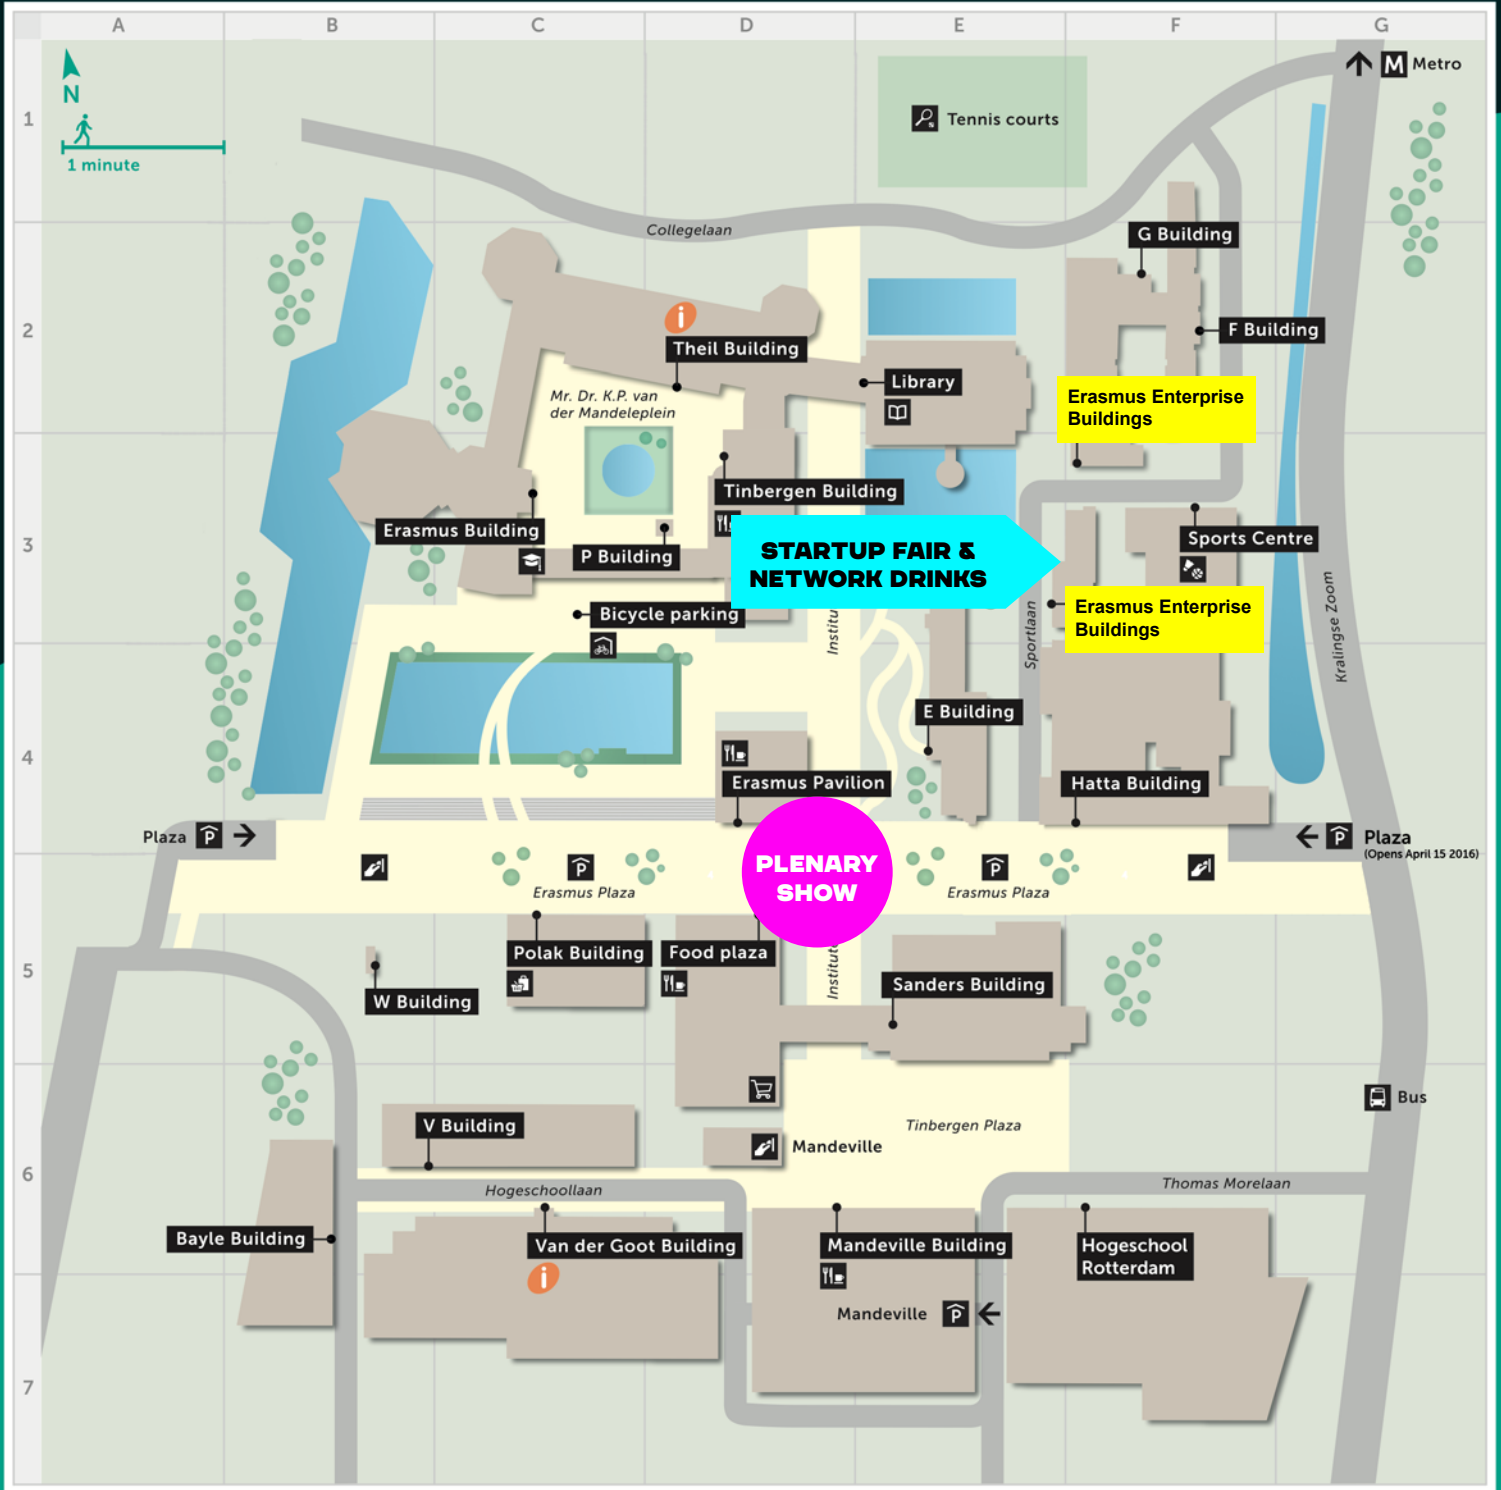 A B C D E F G
1
2
3
4
5
6
7
N
1 minute
M Metro
Tennis courts
Collegelaan
G Building
i
F Building
Theil Building
Library
Mr. Dr. K.P. van
der Mandeleplein
Erasmus Enterprise
Buildings
Tinbergen Building
Erasmus Building
P Building
STARTUP FAIR &
NETWORK DRINKS
Sports Centre
Erasmus Enterprise
Buildings
Bicycle parking
Institu
Sportlaan
Kralingse Zoom
E Building
Erasmus Pavilion
Hatta Building
Plaza P
P Plaza
(Opens April 15 2016)
PLENARY
SHOW
P
P
Erasmus Plaza
Erasmus Plaza
Polak Building
Food plaza
Institut
Sanders Building
W Building
Bus
V Building
Tinbergen Plaza
Mandeville
Hogeschoollaan
Thomas Morelaan
Bayle Building
Van der Goot Building
i
Mandeville Building
Hogeschool
Rotterdam
Mandeville P